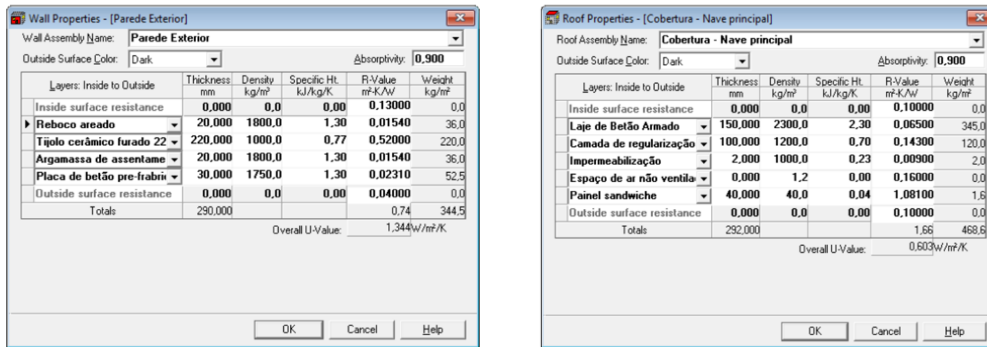 Wall Properties - [Parede Exterior]
Wall Assembly Name: Parede Exterior
Outside Surface Color: Dark Absorptivity: 0,900
Layers: Inside to Outside Thickness mm Density kg/m³ Specific Ht. kJ/kg/K R-Value m²-K/W Weight kg/m²
Inside surface resistance 0,000 0,0 0,00 0,13000 0,0
Reboco areado 20,000 1800,0 1,30 0,01540 36,0
Tijolo cerâmico furado 22 220,000 1000,0 0,77 0,52000 220,0
Argamassa de assentame 20,000 1800,0 1,30 0,01540 36,0
Placa de betão pre-frabric 30,000 1750,0 1,30 0,02310 52,5
Outside surface resistance 0,000 0,0 0,00 0,04000 0,0
Totals 290,000 0,74 344,5
Overall U-Value: 1,344 W/m²/K
OK Cancel Help
Roof Properties - [Cobertura - Nave principal]
Roof Assembly Name: Cobertura - Nave principal
Outside Surface Color: Dark Absorptivity: 0,900
Layers: Inside to Outside Thickness mm Density kg/m³ Specific Ht. kJ/kg/K R-Value m²-K/W Weight kg/m²
Inside surface resistance 0,000 0,0 0,00 0,10000 0,0
Laje de Betão Armado 150,000 2300,0 2,30 0,06500 345,0
Camada de regularização 100,000 1200,0 0,70 0,14300 120,0
Impermeabilização 2,000 1000,0 0,23 0,00900 2,0
Espaço de ar não ventila 0,000 1,2 0,00 0,16000 0,0
Painel sandwiche 40,000 40,0 0,04 1,08100 1,6
Outside surface resistance 0,000 0,0 0,00 0,10000 0,0
Totals 292,000 1,66 468,6
Overall U-Value: 0,603 W/m²/K
OK Cancel Help